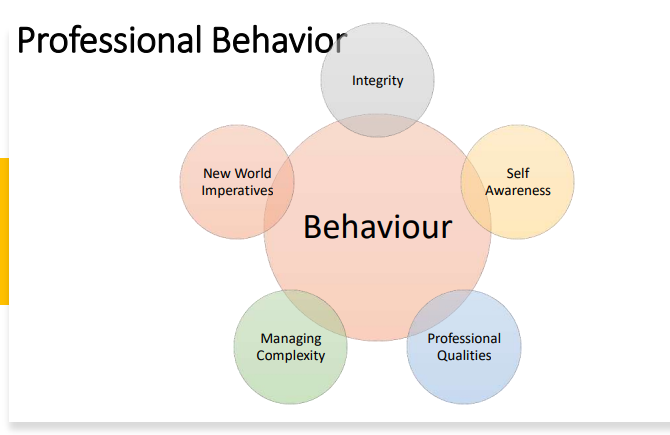 Professional Behavior
Integrity
New World
Imperatives
Self
Awareness
Behaviour
Managing
Complexity
Professional
Qualities